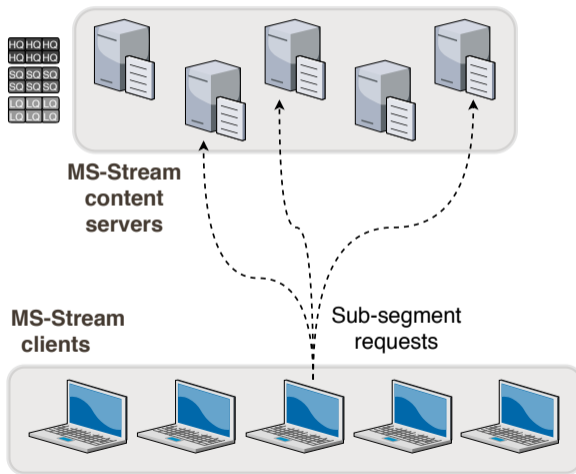 HQ HQ HQ
HQ HQ HQ
SQ SQ SQ
SQ SQ SQ
LQ LQ LQ
LQ LQ LQ
MS-Stream
content
servers
MS-Stream
clients
Sub-segment
requests